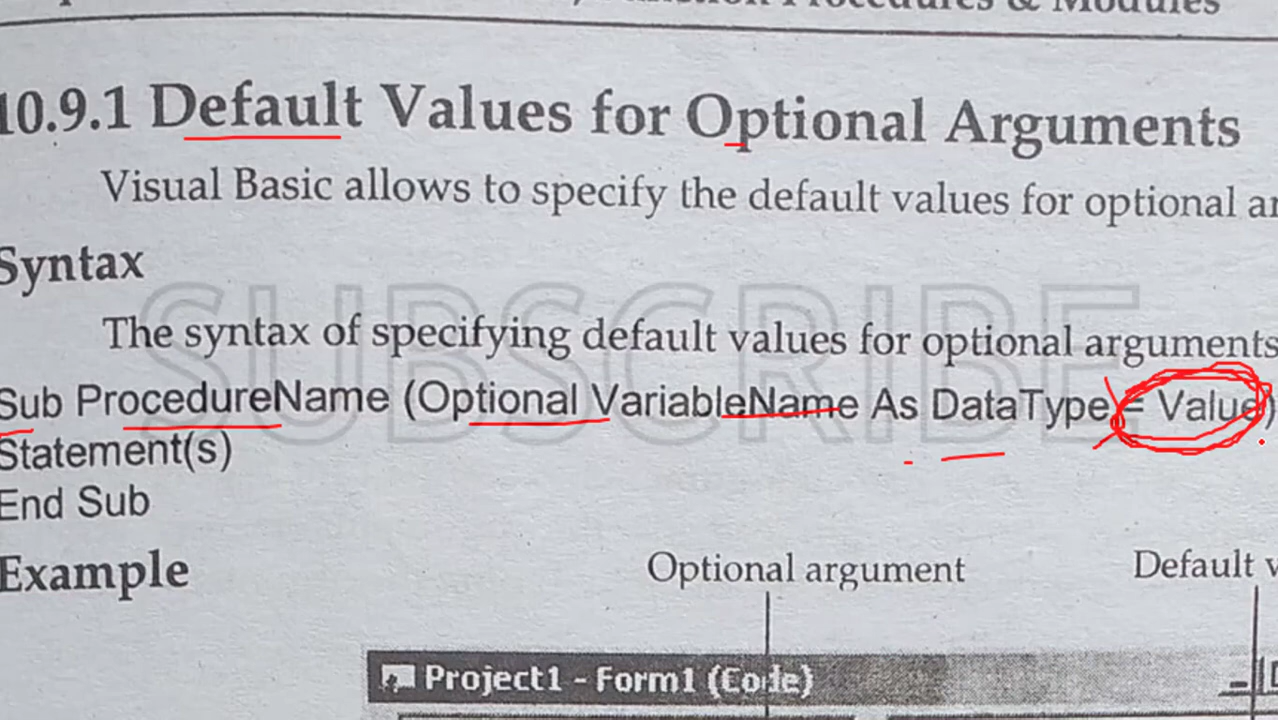 Procedures & Modules
10.9.1 Default Values for Optional Arguments
Visual Basic allows to specify the default values for optional
Syntax
SUBSCRIBE
The syntax of specifying default values for optional arguments
Sub ProcedureName (Optional VariableName As DataType = Value)
Statement(s)
End Sub
Example
Optional argument
Default
Project1 - Form1 (Code)